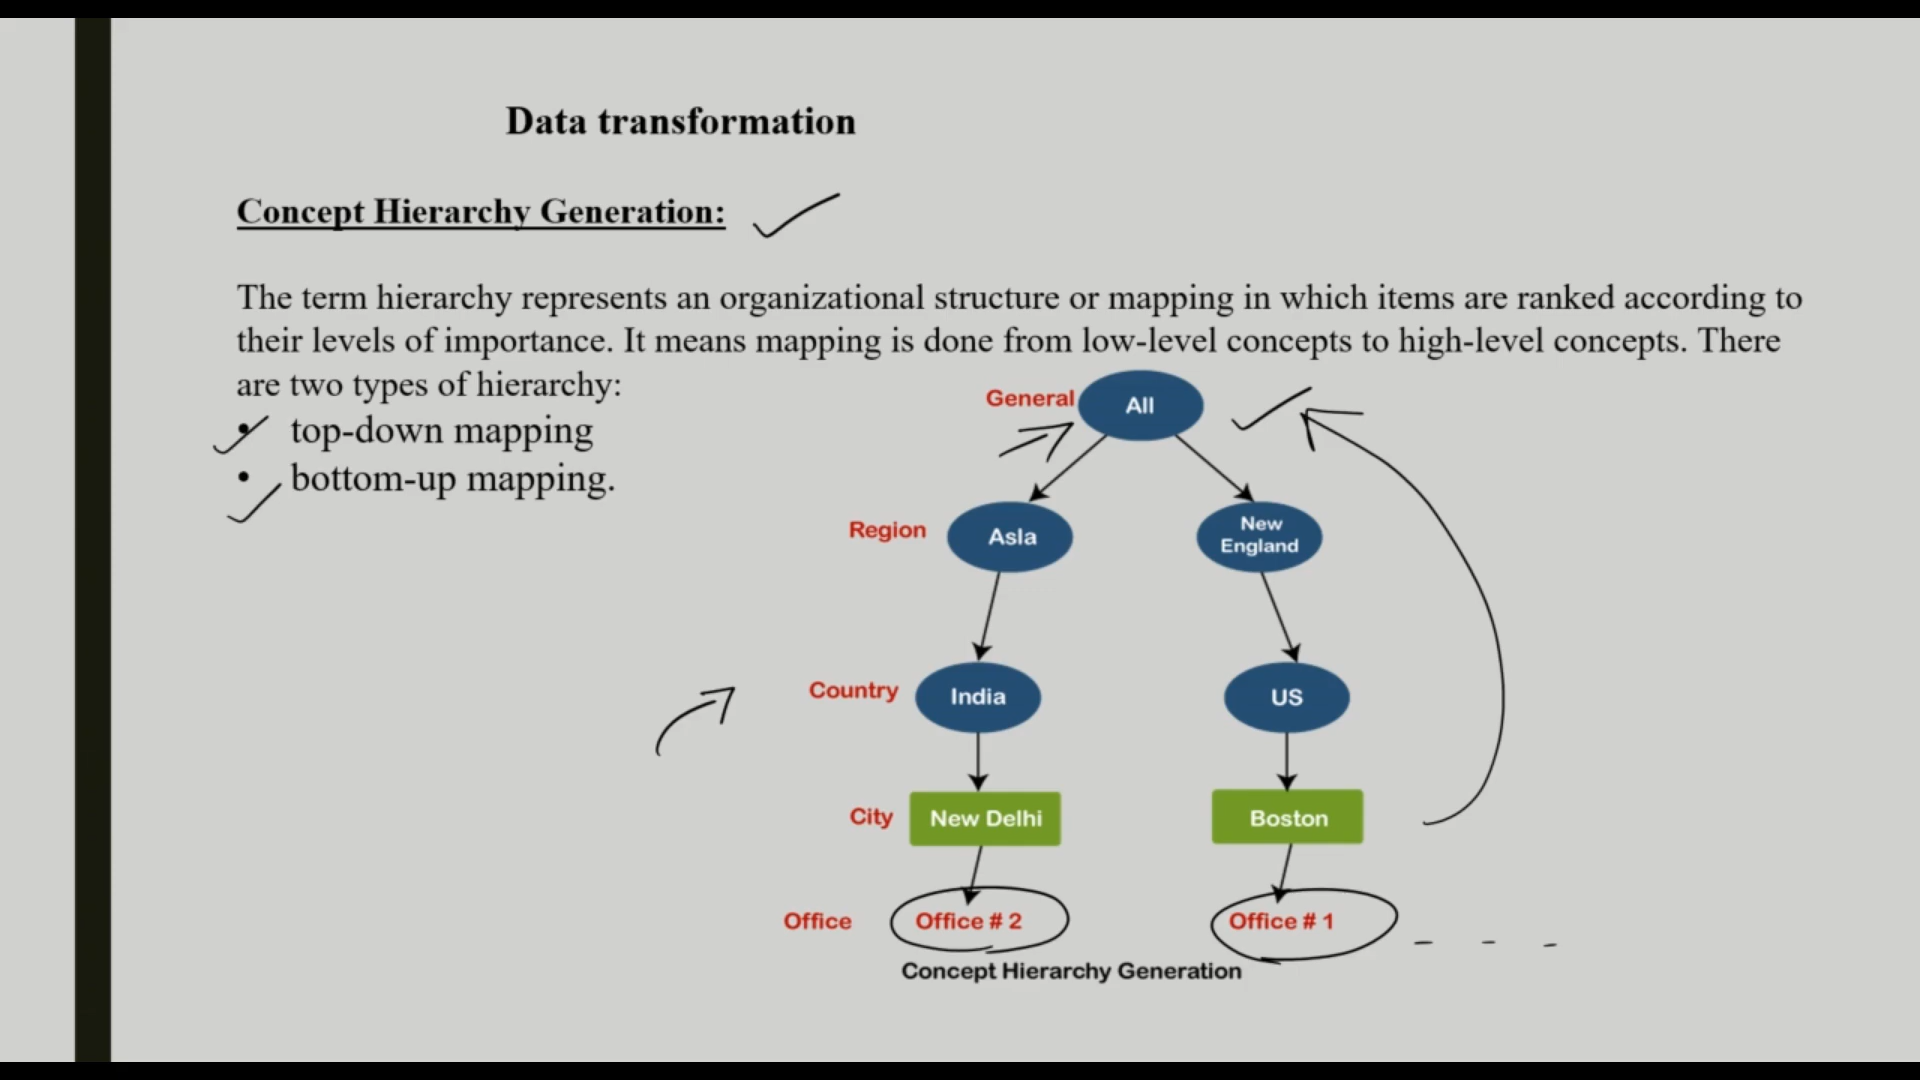 Data transformation
Concept Hierarchy Generation:
The term hierarchy represents an organizational structure or mapping in which items are ranked according to
their levels of importance. It means mapping is done from low-level concepts to high-level concepts. There
are two types of hierarchy:
• top-down mapping
• bottom-up mapping.
General All
Region Asla New
England
Country India US
City New Delhi Boston
Office Office # 2 Office # 1
Concept Hierarchy Generation